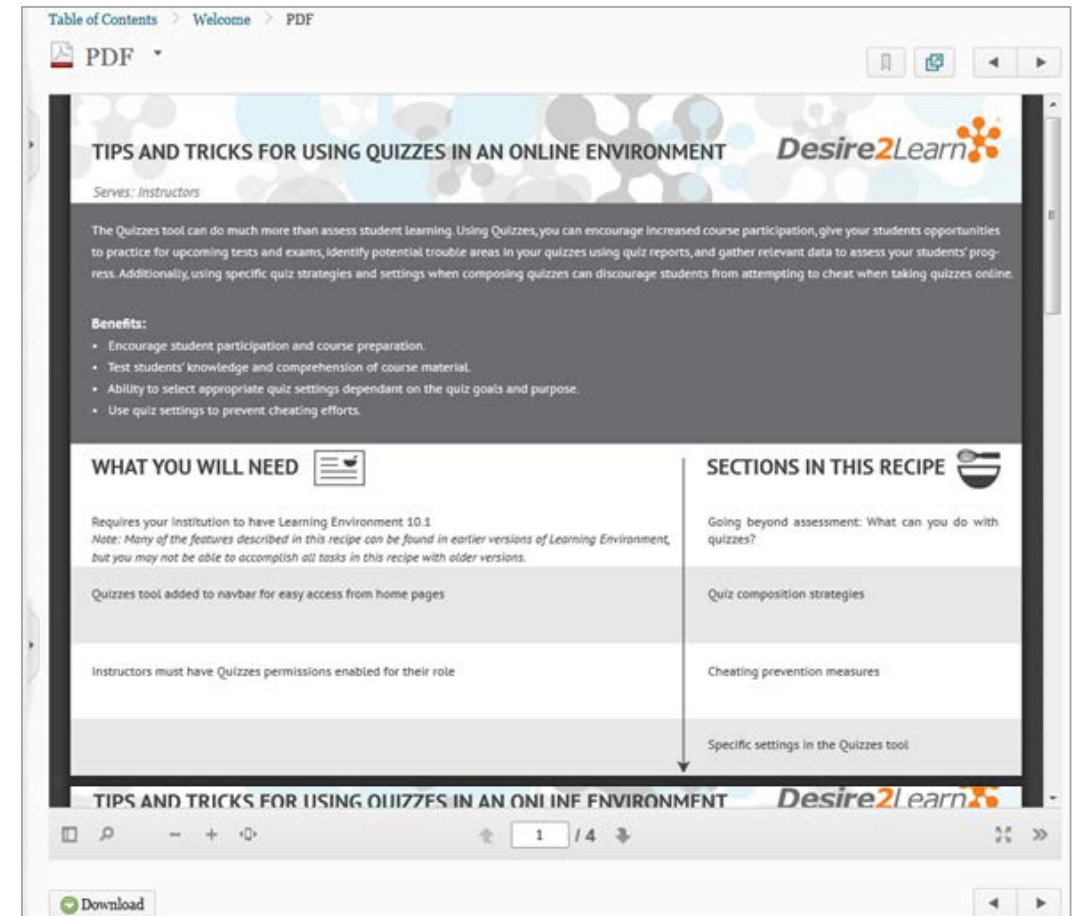 Table of Contents > Welcome > PDF
PDF
TIPS AND TRICKS FOR USING QUIZZES IN AN ONLINE ENVIRONMENT
Desire2Learn
Serves: Instructors
The Quizzes tool can do much more than assess student learning. Using Quizzes, you can encourage increased course participation, give your students opportunities
to practice for upcoming tests and exams, identify potential trouble areas in your quizzes using quiz reports, and gather relevant data to assess your students' prog-
ress. Additionally, using specific quiz strategies and settings when composing quizzes can discourage students from attempting to cheat when taking quizzes online.
Benefits:
• Encourage student participation and course preparation.
• Test students' knowledge and comprehension of course material.
• Ability to select appropriate quiz settings dependant on the quiz goals and purpose.
• Use quiz settings to prevent cheating efforts.
WHAT YOU WILL NEED
Requires your institution to have Learning Environment 10.1
Note: Many of the features described in this recipe can be found in earlier versions of Learning Environment,
but you may not be able to accomplish all tasks in this recipe with older versions.
Quizzes tool added to navbar for easy access from home pages
Instructors must have Quizzes permissions enabled for their role
SECTIONS IN THIS RECIPE
Going beyond assessment: What can you do with
quizzes?
Quiz composition strategies
Cheating prevention measures
Specific settings in the Quizzes tool
TIPS AND TRICKS FOR USING QUIZZES IN AN ONLINE ENVIRONMENT
Desire2Learn
1 / 4
Download